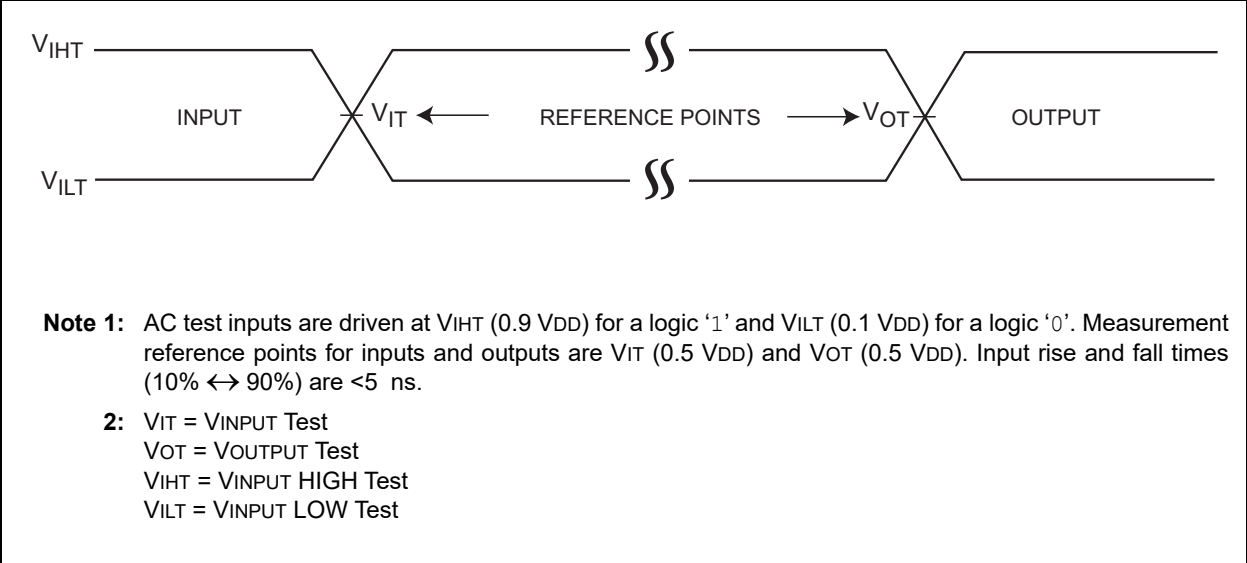 VIHT
INPUT VIT REFERENCE POINTS VOT OUTPUT
VILT
Note 1: AC test inputs are driven at VIHT (0.9 VDD) for a logic ‘1’ and VILT (0.1 VDD) for a logic ‘0’. Measurement
reference points for inputs and outputs are VIT (0.5 VDD) and VOT (0.5 VDD). Input rise and fall times
(10% ↔ 90%) are <5 ns.
2: VIT = VINPUT Test
VOT = VOUTPUT Test
VIHT = VINPUT HIGH Test
VILT = VINPUT LOW Test